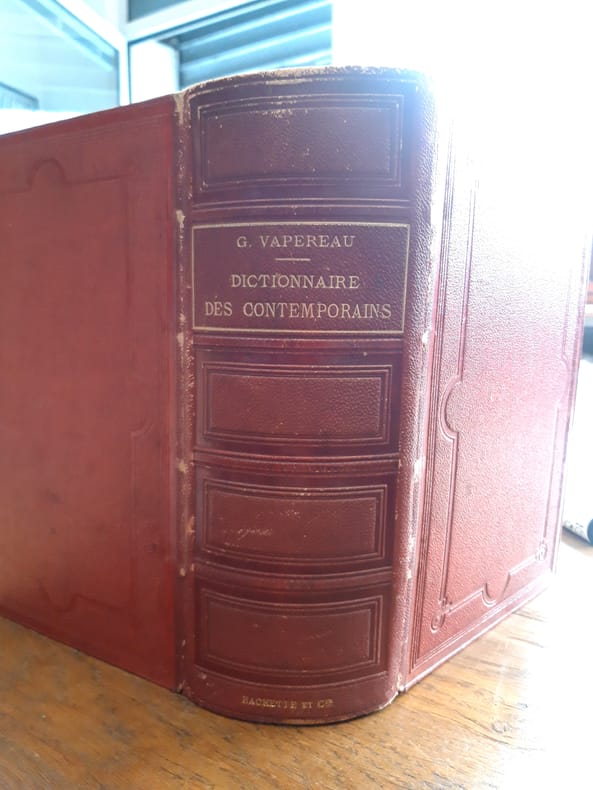 G. VAPEREAU
DICTIONNAIRE
DES CONTEMPORAINS
HACHETTE ET Cie